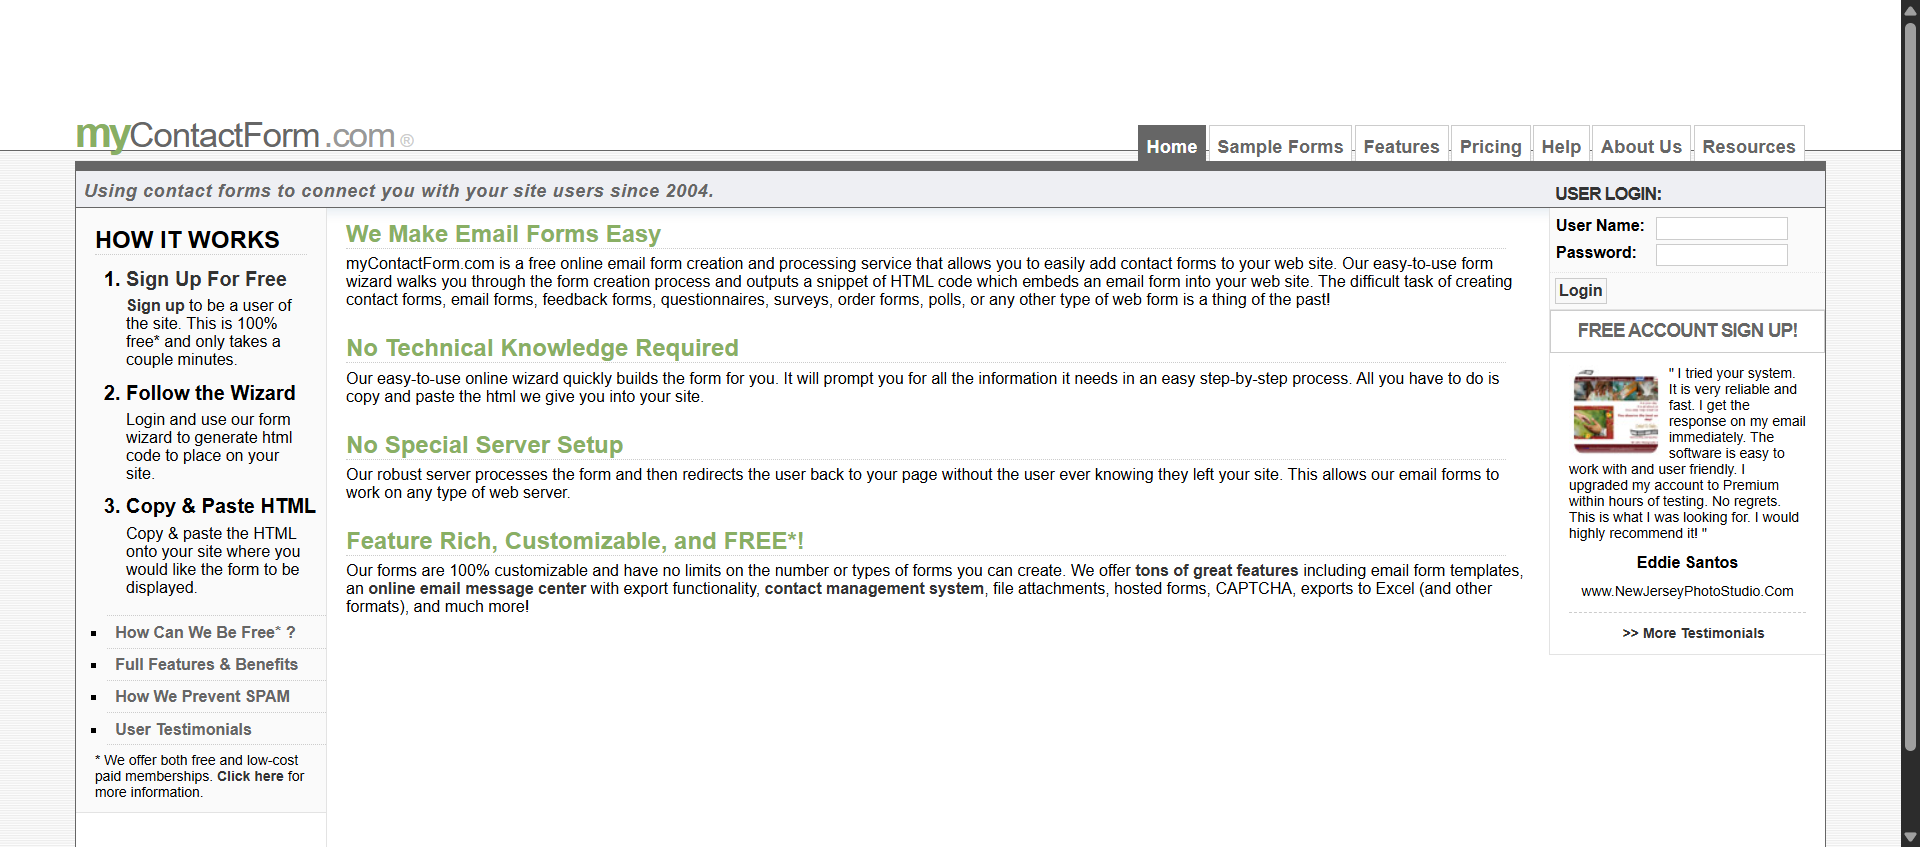 myContactForm.com®
Home
Sample Forms
Features
Pricing
Help
About Us
Resources
Using contact forms to connect you with your site users since 2004.
HOW IT WORKS
1. Sign Up For Free
Sign up to be a user of
the site. This is 100%
free* and only takes a
couple minutes.
2. Follow the Wizard
Login and use our form
wizard to generate html
code to place on your
site.
3. Copy & Paste HTML
Copy & paste the HTML
onto your site where you
would like the form to be
displayed.
How Can We Be Free* ?
Full Features & Benefits
How We Prevent SPAM
User Testimonials
* We offer both free and low-cost
paid memberships. Click here for
more information.
We Make Email Forms Easy
myContactForm.com is a free online email form creation and processing service that allows you to easily add contact forms to your web site. Our easy-to-use form
wizard walks you through the form creation process and outputs a snippet of HTML code which embeds an email form into your web site. The difficult task of creating
contact forms, email forms, feedback forms, questionnaires, surveys, order forms, polls, or any other type of web form is a thing of the past!
No Technical Knowledge Required
Our easy-to-use online wizard quickly builds the form for you. It will prompt you for all the information it needs in an easy step-by-step process. All you have to do is
copy and paste the html we give you into your site.
No Special Server Setup
Our robust server processes the form and then redirects the user back to your page without the user ever knowing they left your site. This allows our email forms to
work on any type of web server.
Feature Rich, Customizable, and FREE*!
Our forms are 100% customizable and have no limits on the number or types of forms you can create. We offer tons of great features including email form templates,
an online email message center with export functionality, contact management system, file attachments, hosted forms, CAPTCHA, exports to Excel (and other
formats), and much more!
USER LOGIN:
User Name:
Password:
Login
FREE ACCOUNT SIGN UP!
" I tried your system.
It is very reliable and
fast. I get the
response on my email
immediately. The
software is easy to
work with and user friendly. I
upgraded my account to Premium
within hours of testing. No regrets.
This is what I was looking for. I would
highly recommend it! "
Eddie Santos
www.NewJerseyPhotoStudio.Com
>> More Testimonials